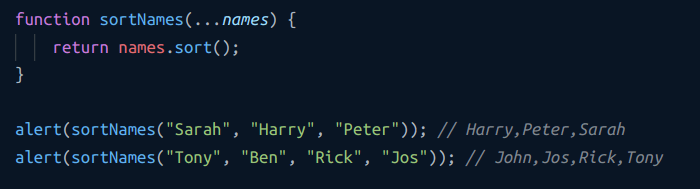 function sortNames(...names) {
return names.sort();
}
alert(sortNames("Sarah", "Harry", "Peter")); // Harry,Peter,Sarah
alert(sortNames("Tony", "Ben", "Rick", "Jos")); // John,Jos,Rick,Tony